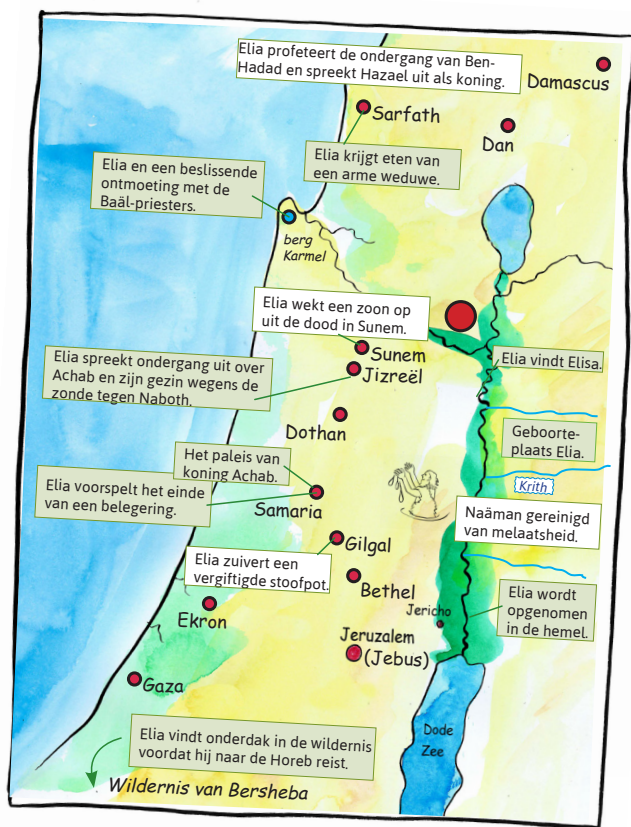 Elia profeteert de ondergang van Ben-
Hadad en spreekt Hazael uit als koning.
Damascus
Sarfath
Dan
Elia krijgt eten van
een arme weduwe.
Elia en een beslissende
ontmoeting met de
Baäl-priesters.
berg
Karmel
Elia wekt een zoon op
uit de dood in Sunem.
Sunem
Elia vindt Elisa.
Elia spreekt ondergang uit over
Achab en zijn gezin wegens de
zonde tegen Naboth.
Jizreël
Dothan
Geboorte-
plaats Elia.
Het paleis van
koning Achab.
Elia voorspelt het einde
van een belegering.
Krith
Samaria
Naäman gereinigd
van melaatsheid.
Gilgal
Elia zuivert een
vergiftigde stoofpot.
Bethel
Elia wordt
opgenomen
in de hemel.
Jericho
Ekron
Jeruzalem
(Jebus)
Gaza
Dode
Zee
Elia vindt onderdak in de wildernis
voordat hij naar de Horeb reist.
Wildernis van Bersheba